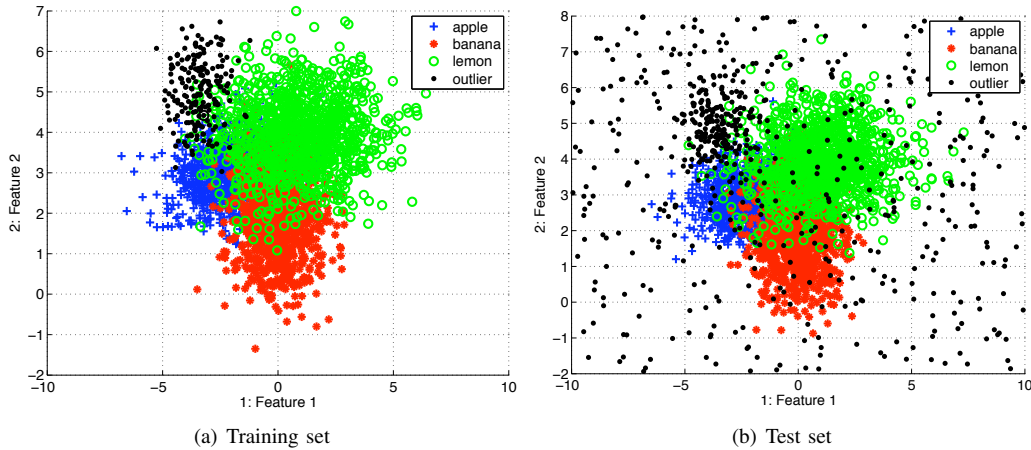 7
6
5
4
3
2
1
0
−1
−2
2: Feature 2
−10
−5
0
5
10
1: Feature 1
apple
banana
lemon
outlier
(a) Training set
8
7
6
5
4
3
2
1
0
−1
−2
2: Feature 2
−10
−5
0
5
10
1: Feature 1
apple
banana
lemon
outlier
(b) Test set